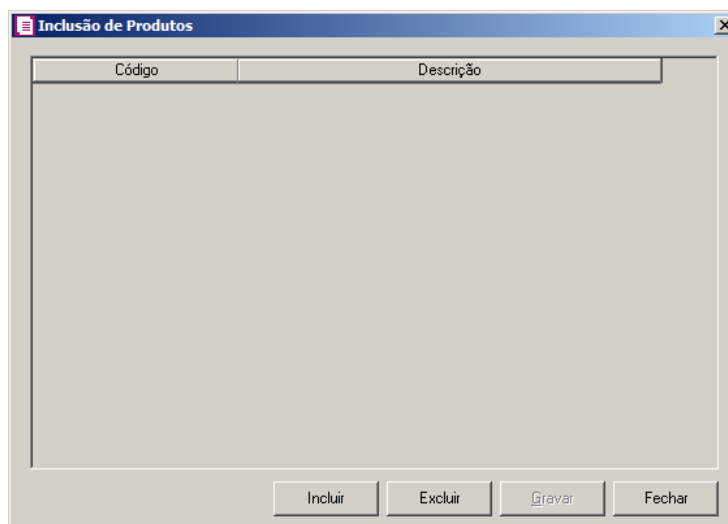 Inclusão de Produtos
Código Descrição
Incluir Excluir Gravar Fechar